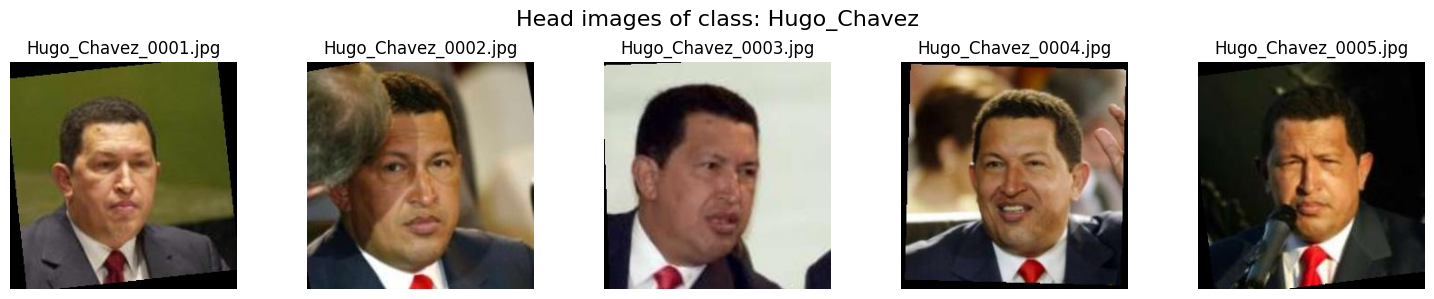 Head images of class: Hugo_Chavez
Hugo_Chavez_0001.jpg
Hugo_Chavez_0002.jpg
Hugo_Chavez_0003.jpg
Hugo_Chavez_0004.jpg
Hugo_Chavez_0005.jpg